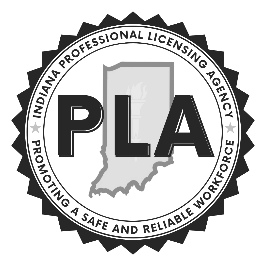 INDIANA PROFESSIONAL LICENSING AGENCY
PLA
PROMOTING A SAFE AND RELIABLE WORKFORCE